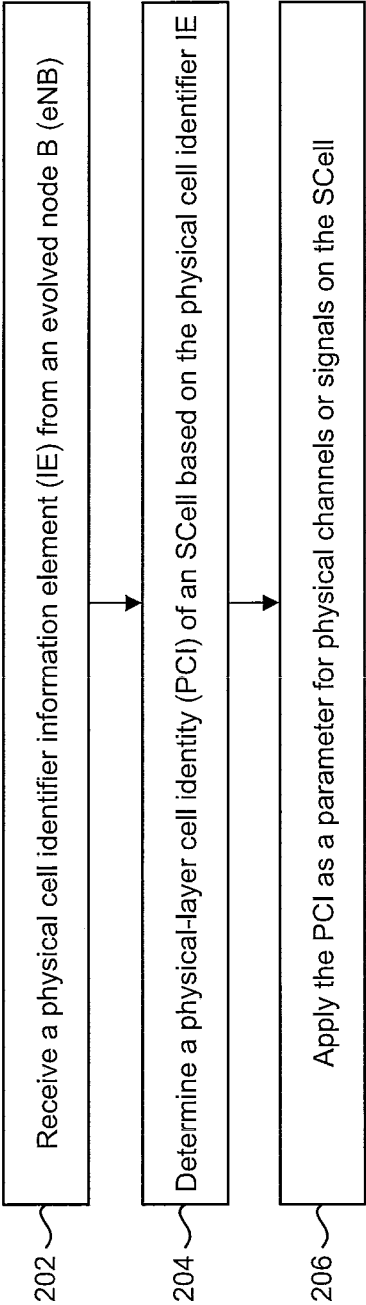 202
Receive a physical cell identifier information element (IE) from an evolved node B (eNB)
204
Determine a physical-layer cell identity (PCI) of an SCell based on the physical cell identifier IE
206
Apply the PCI as a parameter for physical channels or signals on the SCell